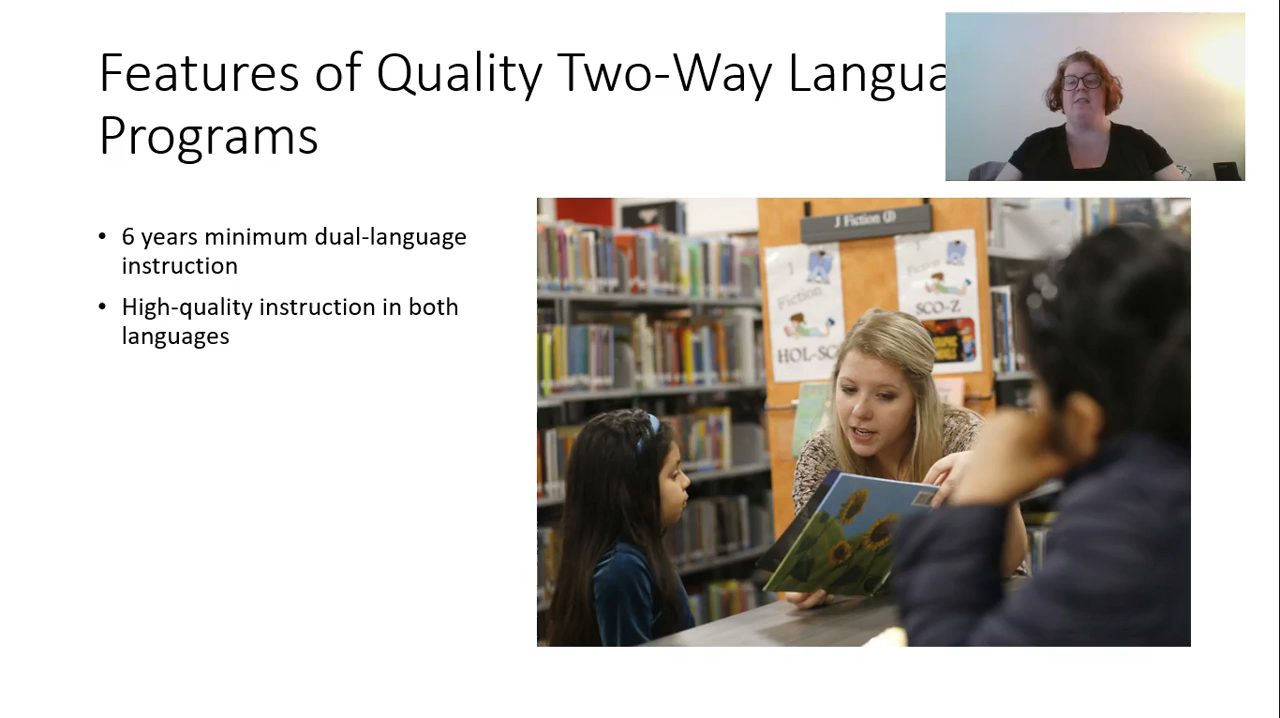 Features of Quality Two-Way Langua
Programs
• 6 years minimum dual-language
instruction
• High-quality instruction in both
languages
J Fiction (J)
Fiction
HOL-SC
Fiction
SCO-Z